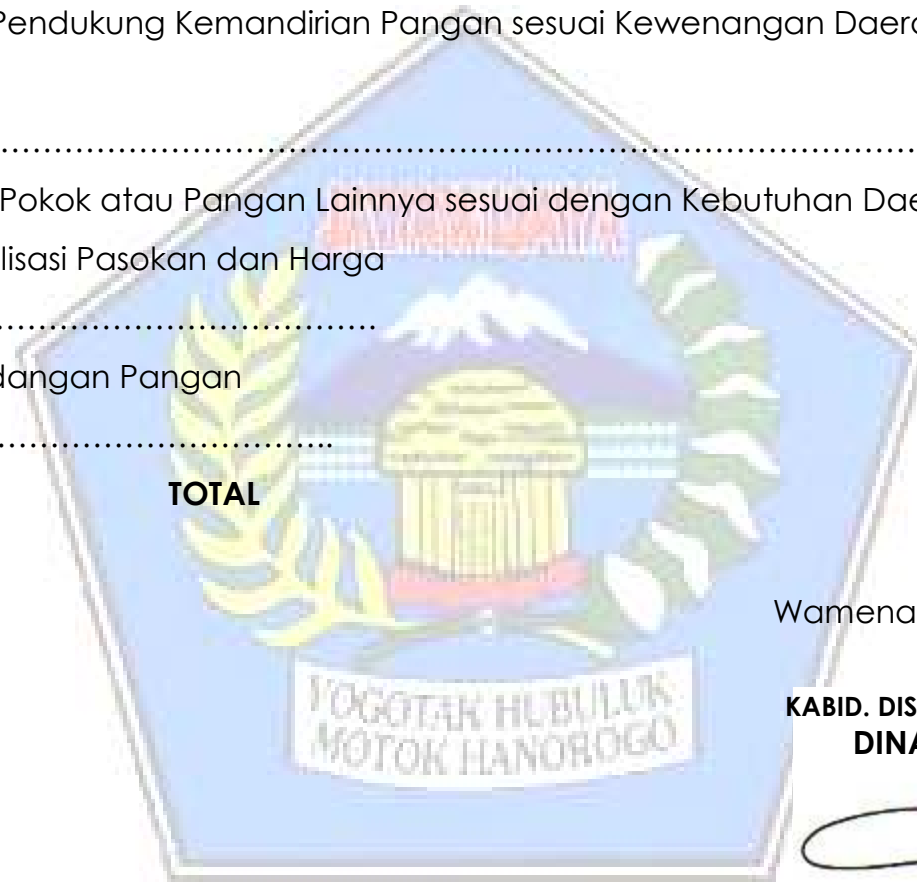 Pendukung Kemandirian Pangan sesuai Kewenangan Daera
…………………………………………………………………………………
Pokok atau Pangan Lainnya sesuai dengan Kebutuhan Dae
lisasi Pasokan dan Harga
…………………………………….
dangan Pangan
…………………………………..
TOTAL
Wamena
YOGOTAK HUBULUK
MOTOK HANOROGO
KABID. DIS
DINA